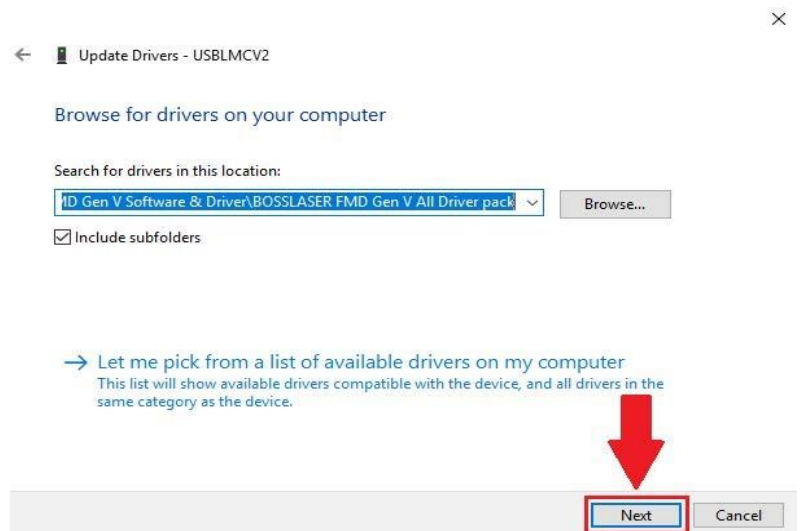 Update Drivers - USBLMCV2
Browse for drivers on your computer
Search for drivers in this location:
D Gen V Software & Driver\BOSSLASER FMD Gen V All Driver pack
Browse...
Include subfolders
Let me pick from a list of available drivers on my computer
This list will show available drivers compatible with the device, and all drivers in the
same category as the device.
Next
Cancel